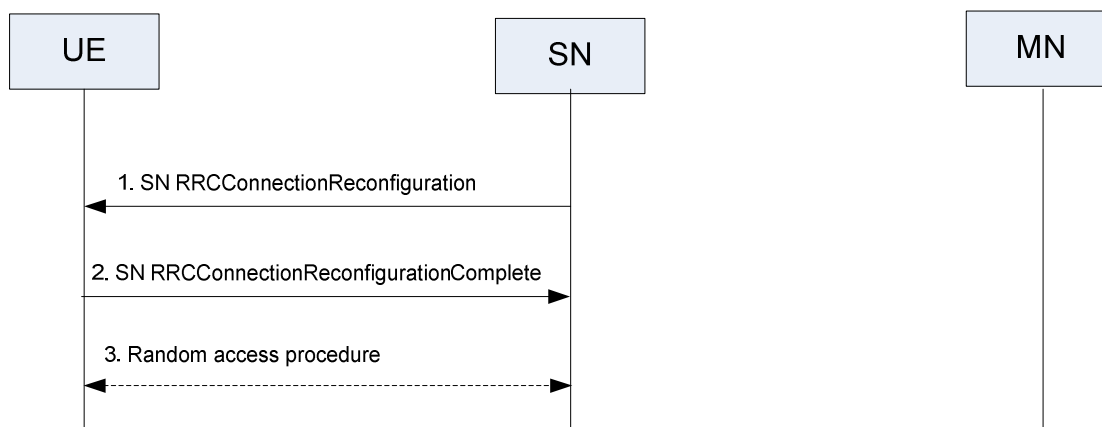 UE
SN
MN
1. SN RRCConnectionReconfiguration
2. SN RRCConnectionReconfigurationComplete
3. Random access procedure